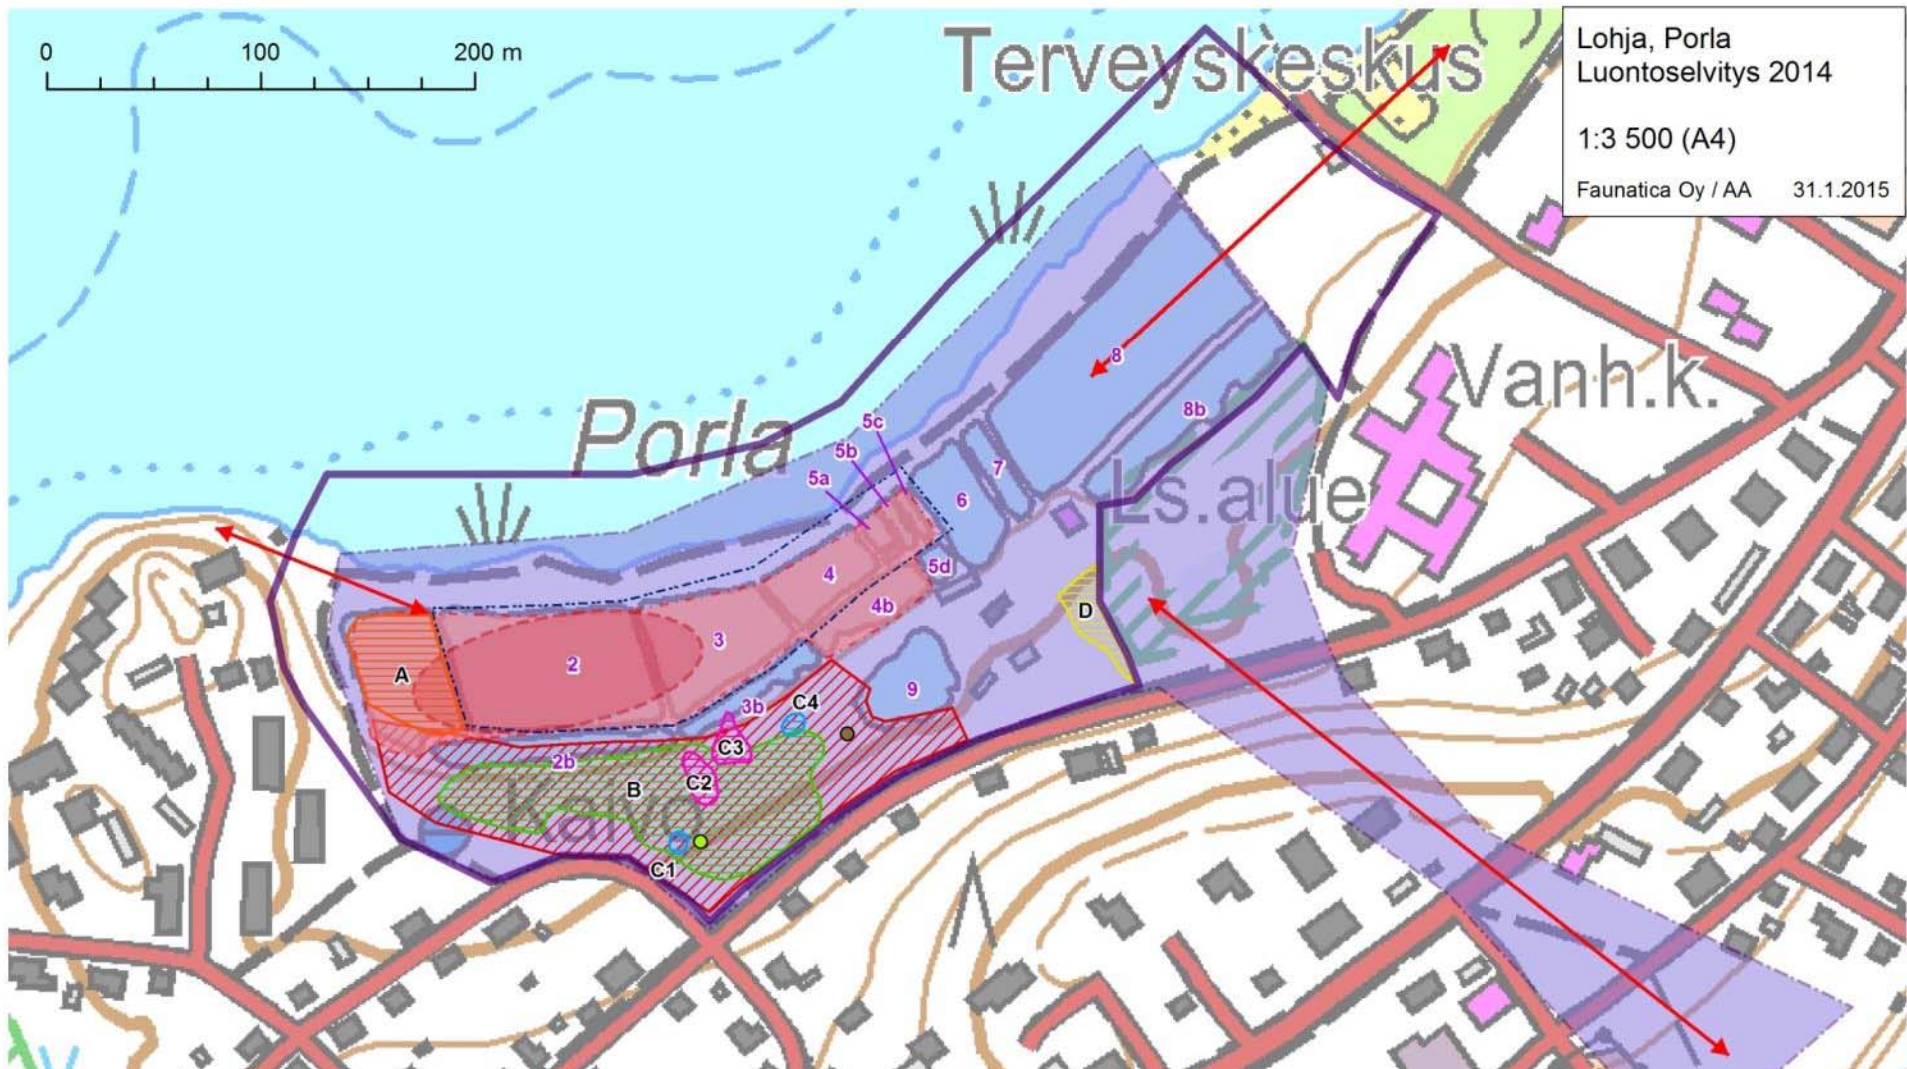 0 100 200 m
Terveyskeskus
Lohja, Porla
Luontoselvitys 2014
1:3 500 (A4)
Faunatica Oy / AA 31.1.2015
8
Vanh.k.
Porla
5c
8b
5b
7
5a
6
Ls.alue
4
5d
4b
D
3
2
A
9
3b
C4
C3
2b
C2
B
Kaivo
C1